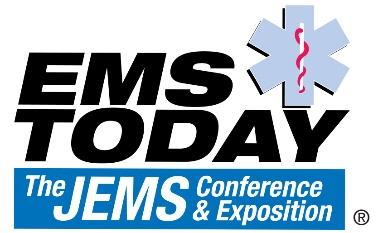 EMS
TODAY
The JEMS Conference
& Exposition ®